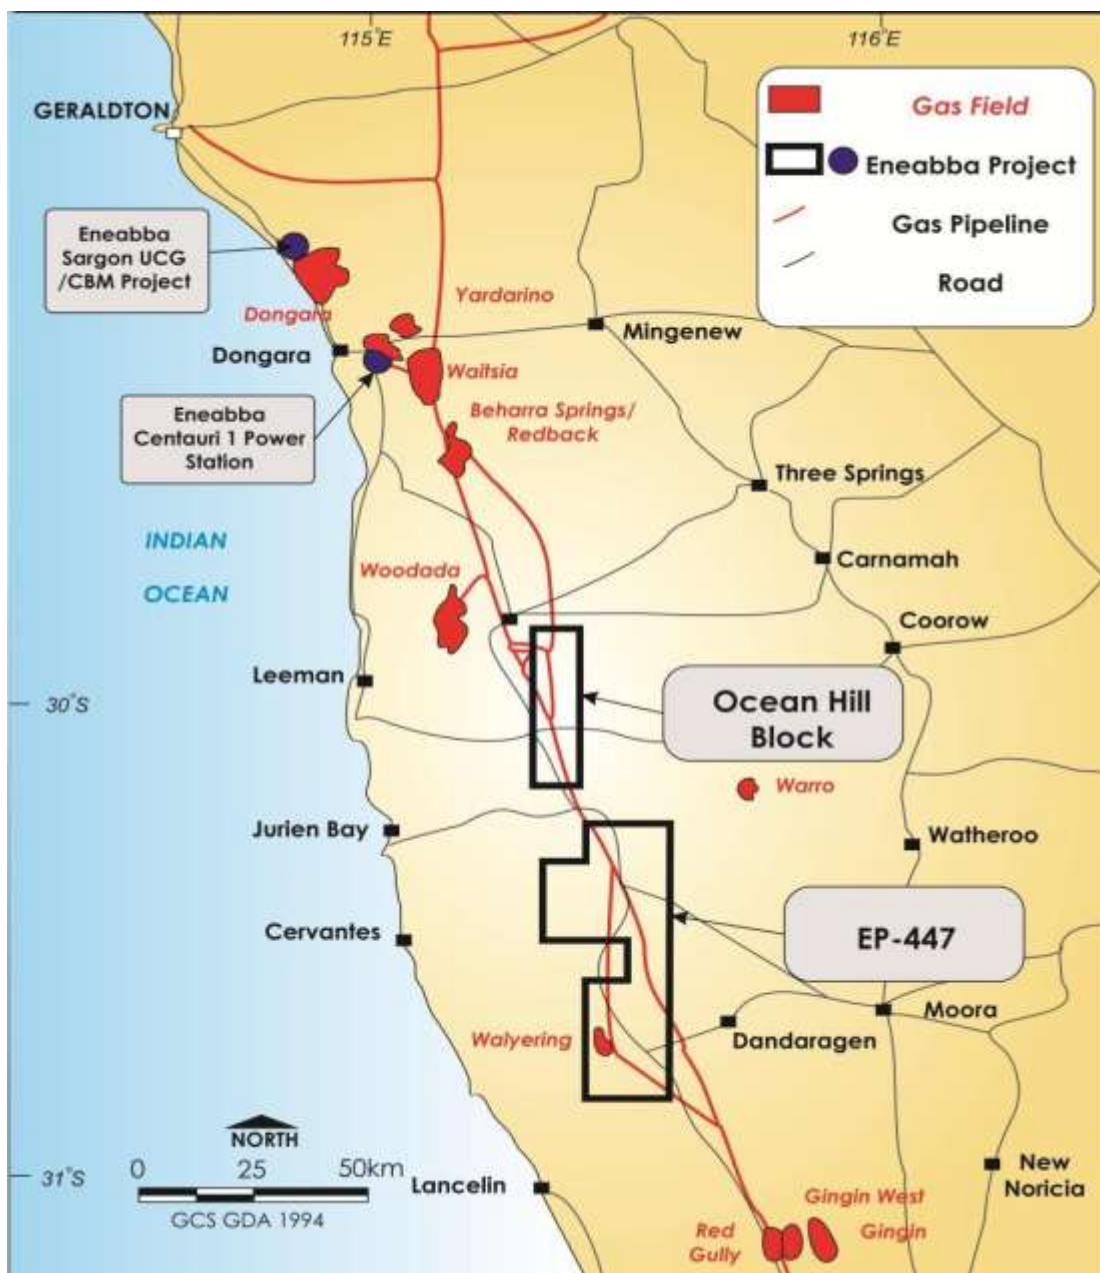 115°E
116°E
GERALDTON
Gas Field
Eneabba Project
Gas Pipeline
Road
Eneabba
Sargon UCG
/CBM Project
Yardarino
Dongara
Mingenew
Dongara
Waitsia
Eneabba
Centauri 1 Power
Station
Beharra Springs/
Redback
Three Springs
INDIAN
OCEAN
Woodada
Carnamah
Coorow
Leeman
30°S
Ocean Hill
Block
Warro
Jurien Bay
Watheroo
Cervantes
EP-447
Moora
Walyering
Dandaragen
NORTH
0 25 50km
GCS GDA 1994
31°S
Lancelin
New
Noricia
Gingin West
Red
Gully
Gingin